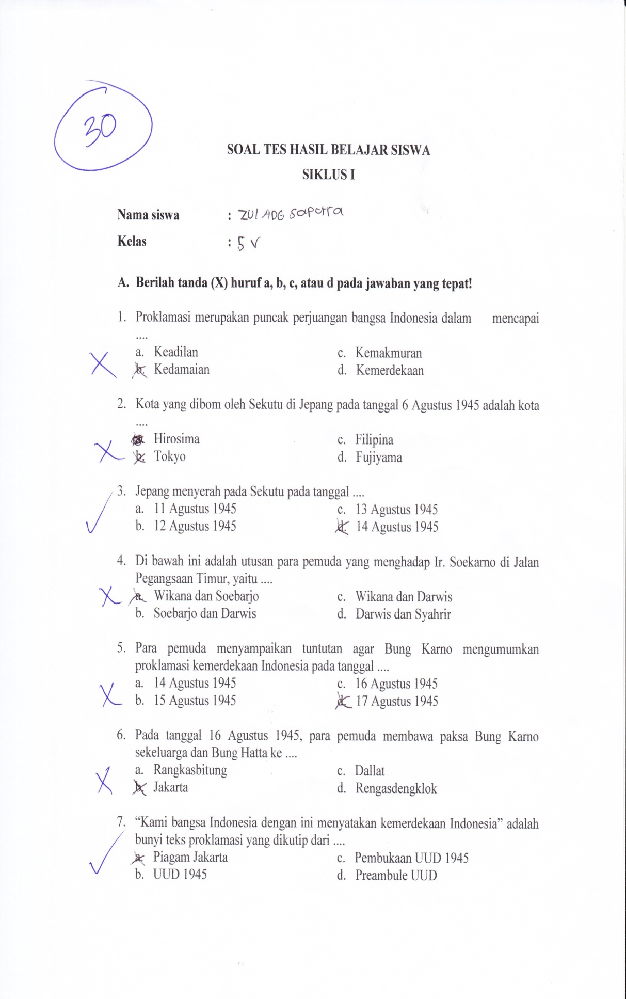 30
SOAL TES HASIL BELAJAR SISWA
SIKLUS I
Nama siswa : ZUl ADG saputra
Kelas : 5 V
A. Berilah tanda (X) huruf a, b, c, atau d pada jawaban yang tepat!
1. Proklamasi merupakan puncak perjuangan bangsa Indonesia dalam mencapai
....
a. Keadilan c. Kemakmuran
b. Kedamaian d. Kemerdekaan
2. Kota yang dibom oleh Sekutu di Jepang pada tanggal 6 Agustus 1945 adalah kota
....
a. Hirosima c. Filipina
b. Tokyo d. Fujiyama
3. Jepang menyerah pada Sekutu pada tanggal ....
a. 11 Agustus 1945 c. 13 Agustus 1945
b. 12 Agustus 1945 d. 14 Agustus 1945
4. Di bawah ini adalah utusan para pemuda yang menghadap Ir. Soekarno di Jalan
Pegangsaan Timur, yaitu ....
a. Wikana dan Soebarjo c. Wikana dan Darwis
b. Soebarjo dan Darwis d. Darwis dan Syahrir
5. Para pemuda menyampaikan tuntutan agar Bung Karno mengumumkan
proklamasi kemerdekaan Indonesia pada tanggal ....
a. 14 Agustus 1945 c. 16 Agustus 1945
b. 15 Agustus 1945 d. 17 Agustus 1945
6. Pada tanggal 16 Agustus 1945, para pemuda membawa paksa Bung Karno
sekeluarga dan Bung Hatta ke ....
a. Rangkasbitung c. Dallat
b. Jakarta d. Rengasdengklok
7. “Kami bangsa Indonesia dengan ini menyatakan kemerdekaan Indonesia” adalah
bunyi teks proklamasi yang dikutip dari ....
a. Piagam Jakarta c. Pembukaan UUD 1945
b. UUD 1945 d. Preambule UUD